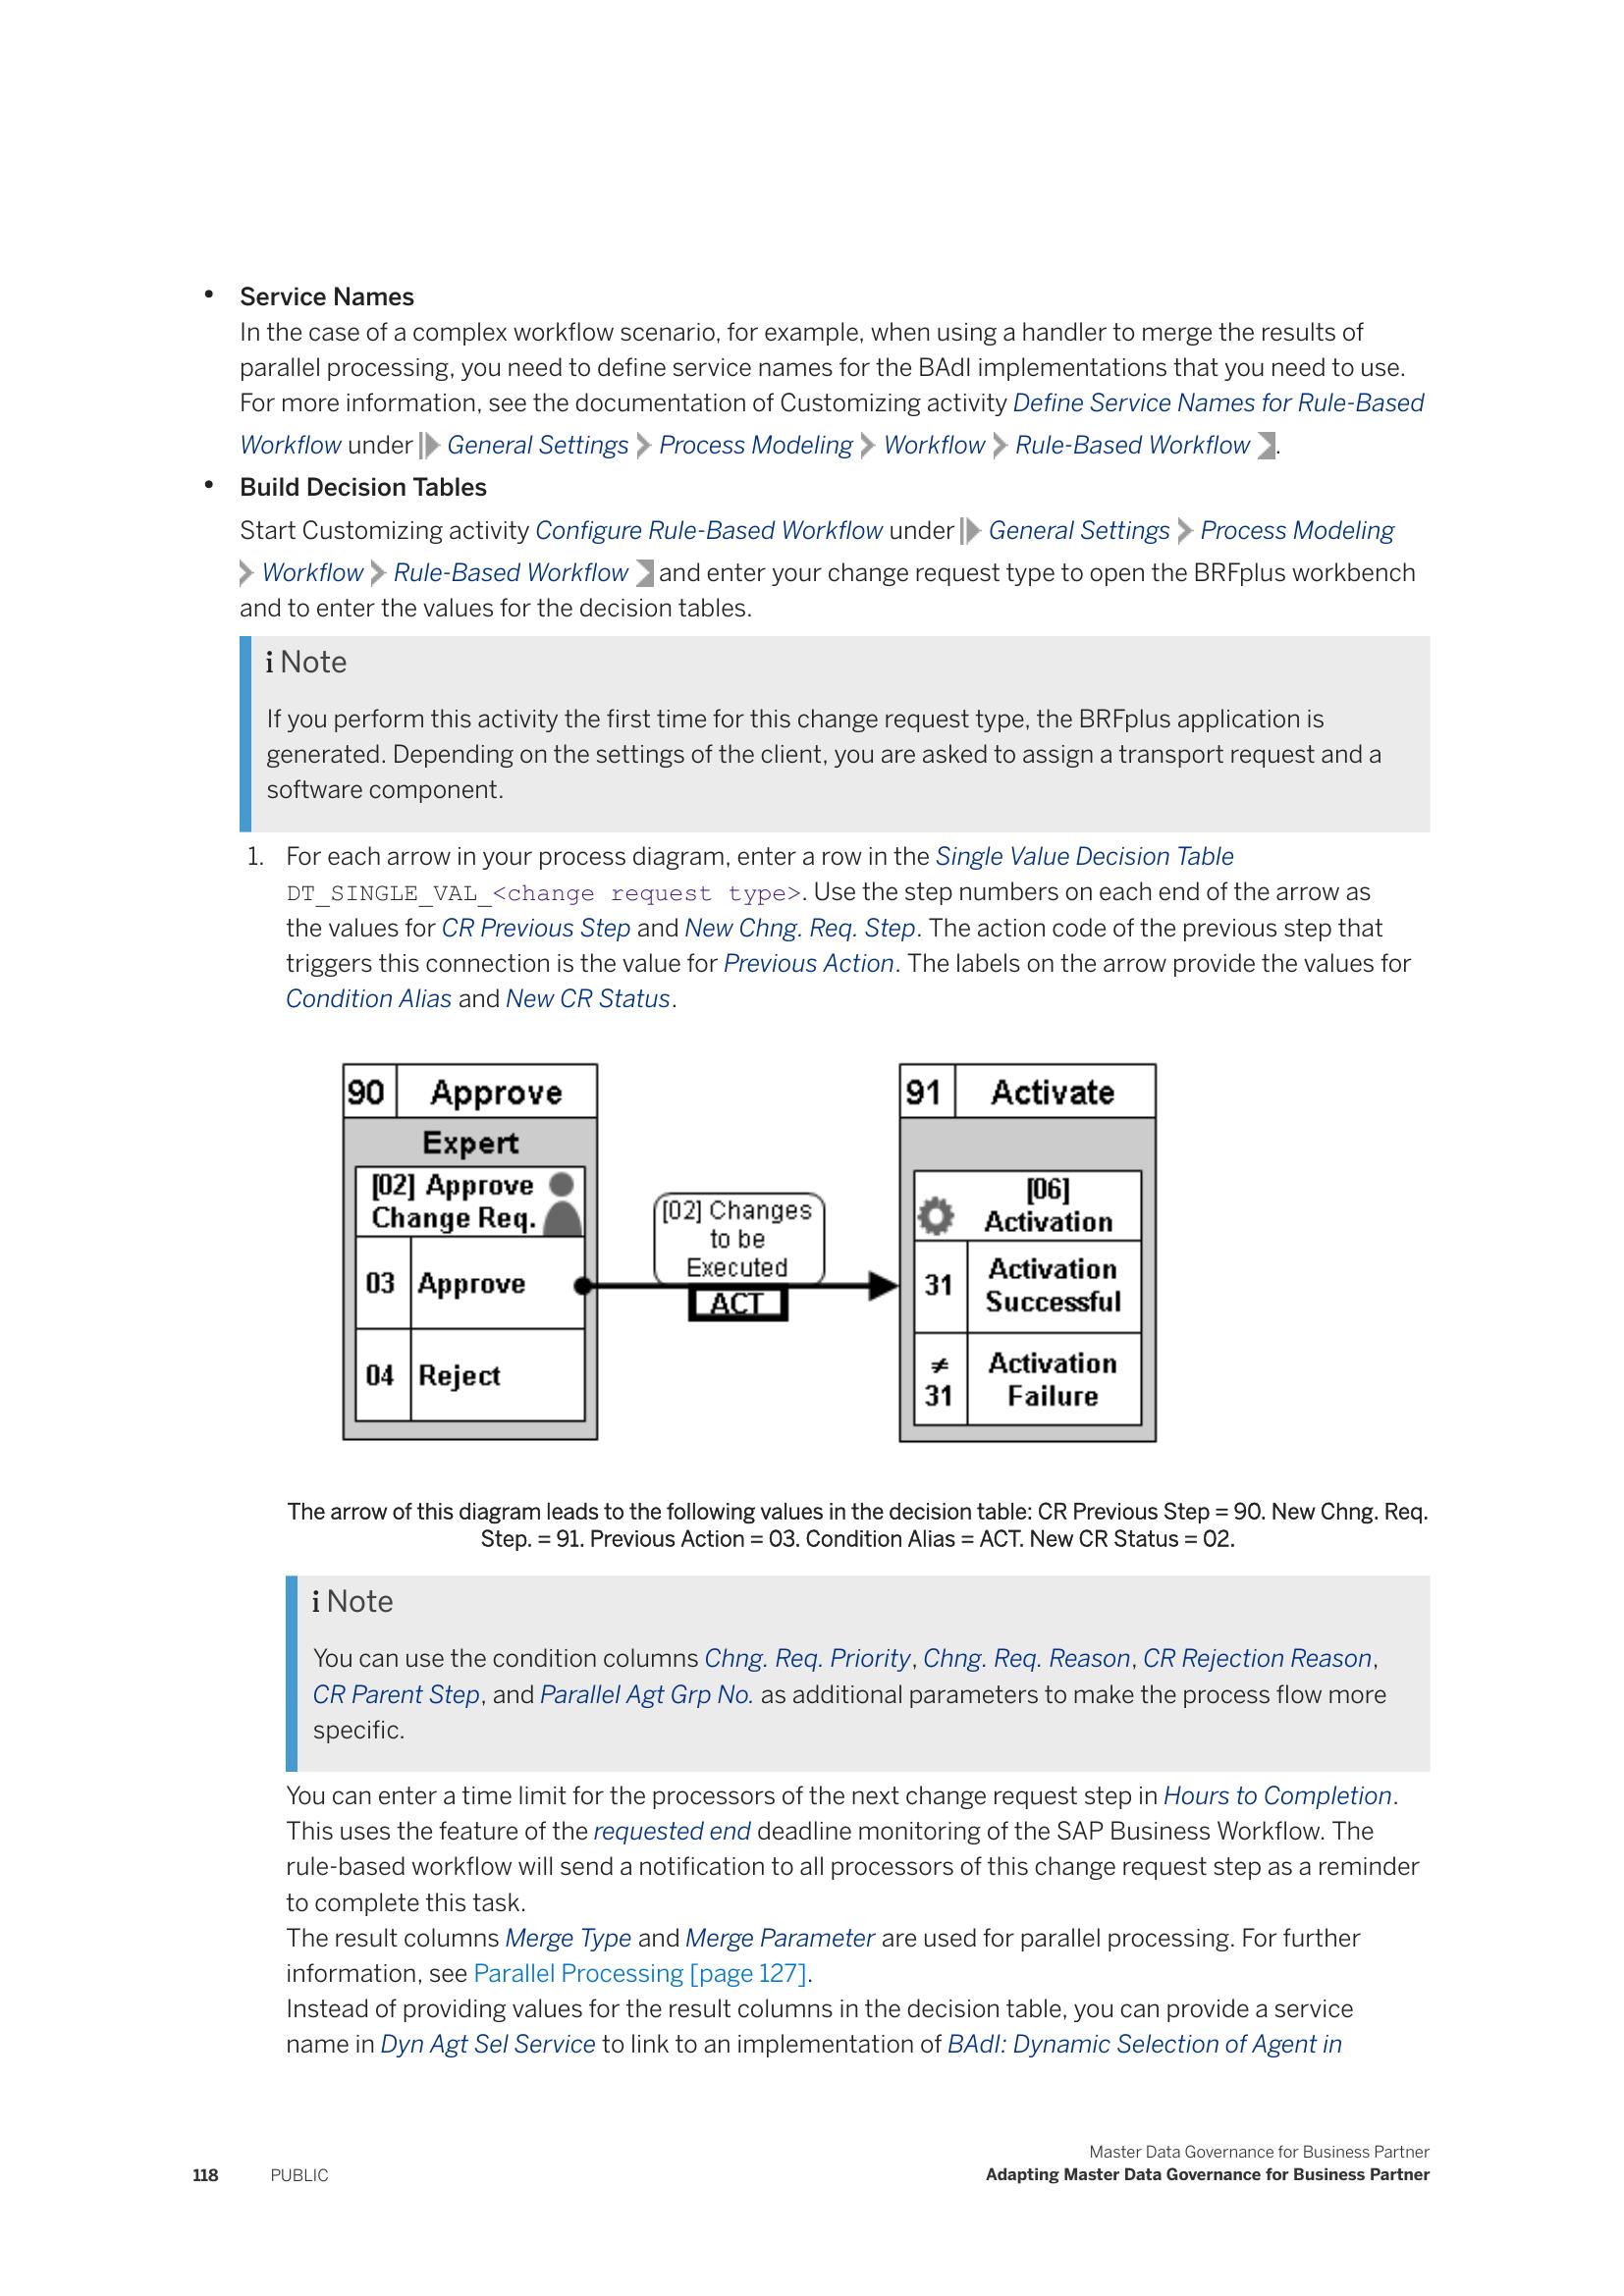 • Service Names
In the case of a complex workflow scenario, for example, when using a handler to merge the results of
parallel processing, you need to define service names for the BAdI implementations that you need to use.
For more information, see the documentation of Customizing activity Define Service Names for Rule-Based
Workflow under General Settings Process Modeling Workflow Rule-Based Workflow .
• Build Decision Tables
Start Customizing activity Configure Rule-Based Workflow under General Settings Process Modeling
Workflow Rule-Based Workflow and enter your change request type to open the BRFplus workbench
and to enter the values for the decision tables.
i Note
If you perform this activity the first time for this change request type, the BRFplus application is
generated. Depending on the settings of the client, you are asked to assign a transport request and a
software component.
1. For each arrow in your process diagram, enter a row in the Single Value Decision Table
DT_SINGLE_VAL_<change request type>. Use the step numbers on each end of the arrow as
the values for CR Previous Step and New Chng. Req. Step. The action code of the previous step that
triggers this connection is the value for Previous Action. The labels on the arrow provide the values for
Condition Alias and New CR Status.
90 Approve
Expert
[02] Approve
Change Req.
03 Approve
04 Reject
[02] Changes
to be
Executed
ACT
91 Activate
[06]
Activation
31 Activation
Successful
≠
31 Activation
Failure
The arrow of this diagram leads to the following values in the decision table: CR Previous Step = 90. New Chng. Req.
Step. = 91. Previous Action = 03. Condition Alias = ACT. New CR Status = 02.
i Note
You can use the condition columns Chng. Req. Priority, Chng. Req. Reason, CR Rejection Reason,
CR Parent Step, and Parallel Agt Grp No. as additional parameters to make the process flow more
specific.
You can enter a time limit for the processors of the next change request step in Hours to Completion.
This uses the feature of the requested end deadline monitoring of the SAP Business Workflow. The
rule-based workflow will send a notification to all processors of this change request step as a reminder
to complete this task.
The result columns Merge Type and Merge Parameter are used for parallel processing. For further
information, see Parallel Processing [page 127].
Instead of providing values for the result columns in the decision table, you can provide a service
name in Dyn Agt Sel Service to link to an implementation of BAdI: Dynamic Selection of Agent in
Master Data Governance for Business Partner
118 PUBLIC Adapting Master Data Governance for Business Partner